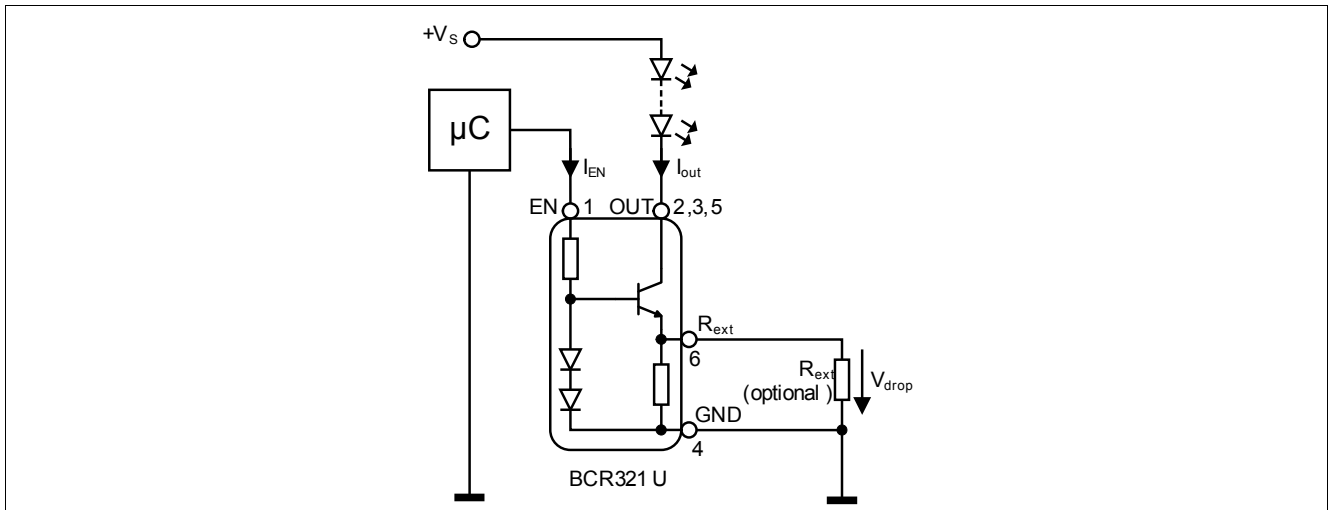 +VS
µC
IEN
Iout
EN 1 OUT 2,3,5
Rext
6
Rext
(optional )
Vdrop
GND
4
BCR321 U